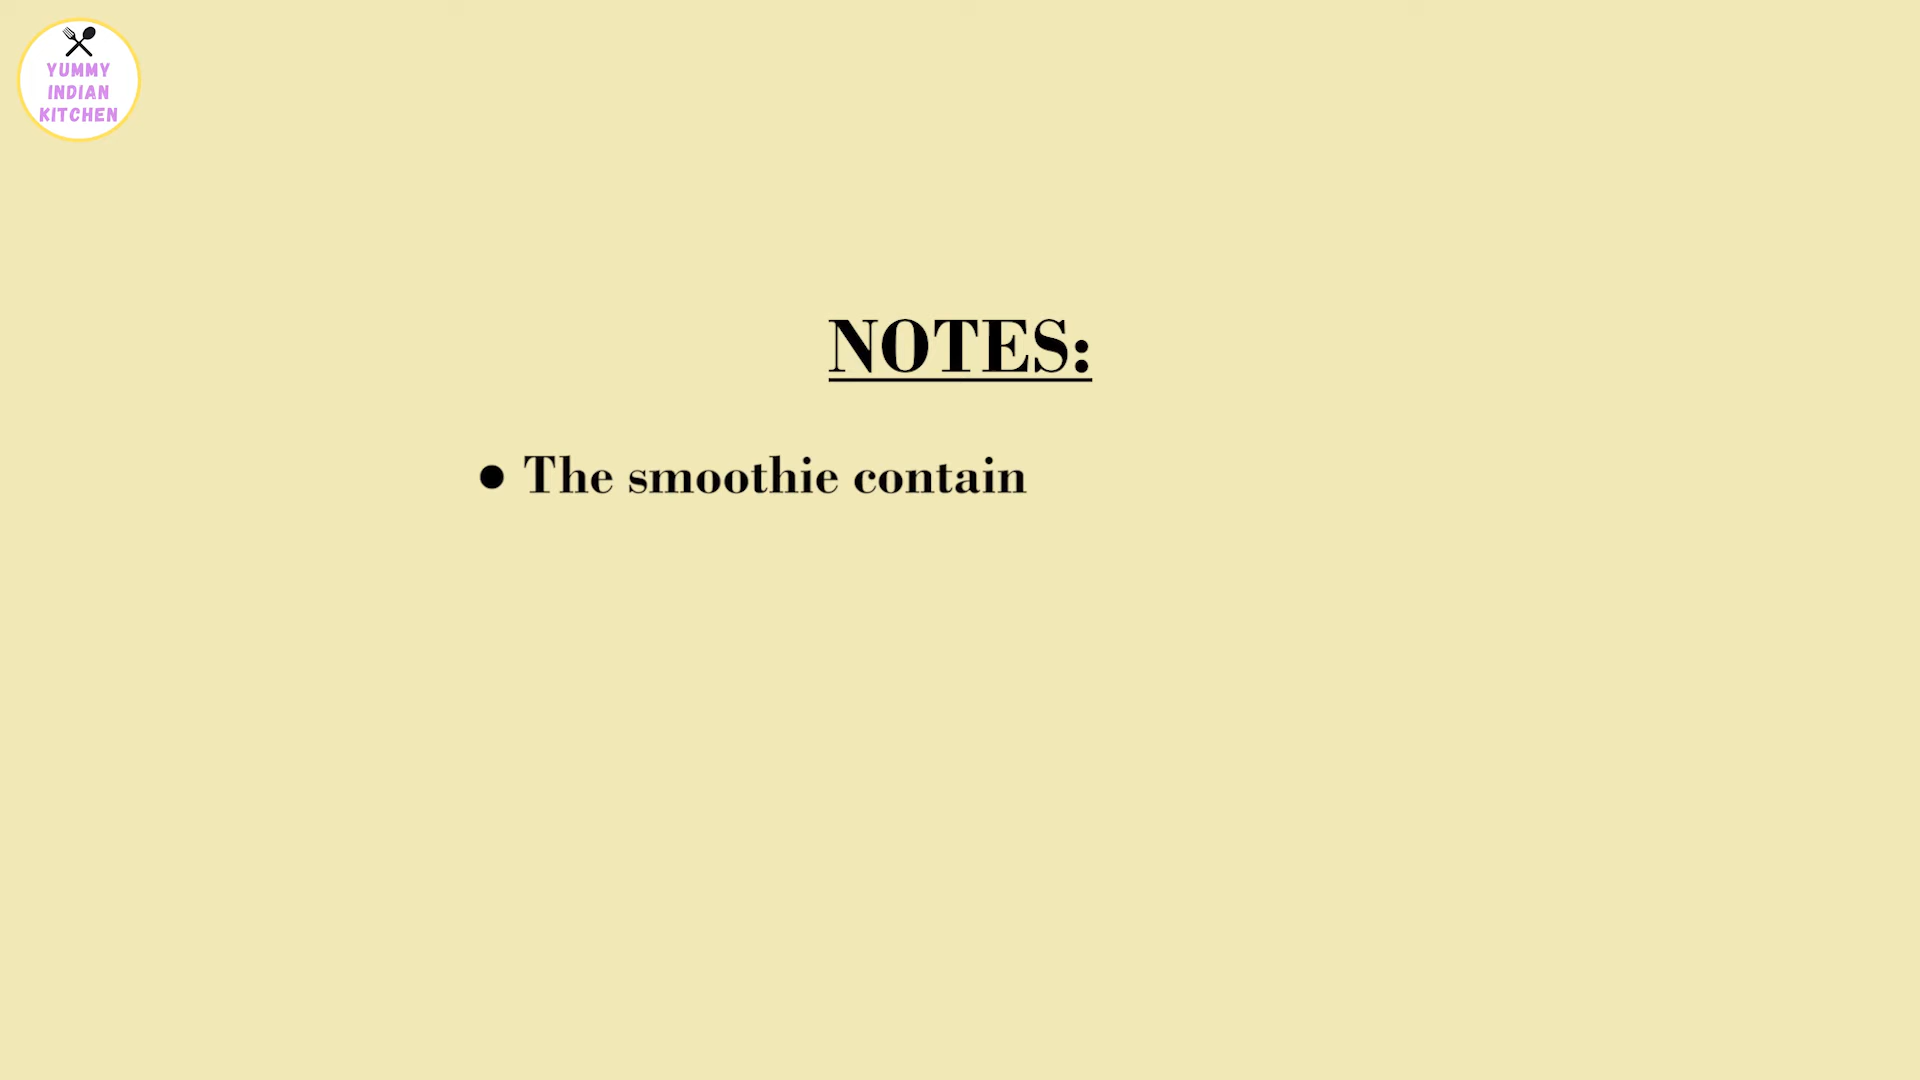 YUMMY
INDIAN
KITCHEN
NOTES:
● The smoothie contain